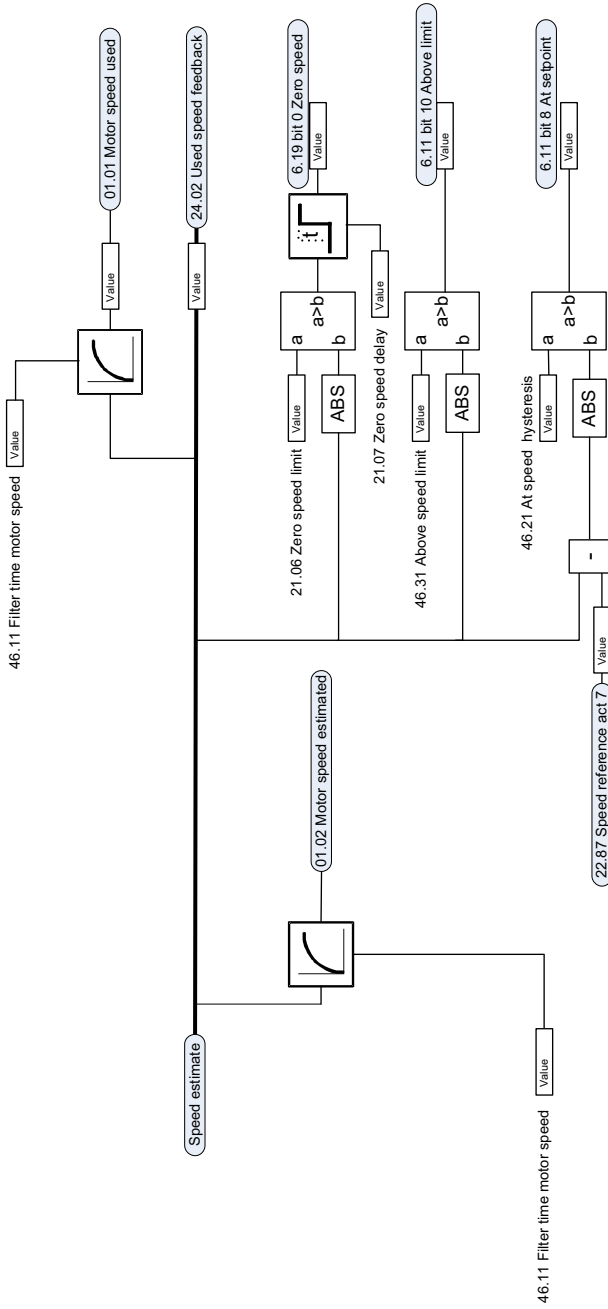 46.11 Filter time motor speed
Value
Value
01.01 Motor speed used
Speed estimate
Value
24.02 Used speed feedback
21.06 Zero speed limit
Value
a
a>b
b
ABS
t
Value
6.19 bit 0 Zero speed
01.02 Motor speed estimated
21.07 Zero speed delay
Value
46.31 Above speed limit
Value
a
a>b
b
ABS
Value
6.11 bit 10 Above limit
46.21 At speed hysteresis
Value
a
a>b
b
ABS
Value
6.11 bit 8 At setpoint
46.11 Filter time motor speed
Value
-
22.87 Speed reference act 7
Value